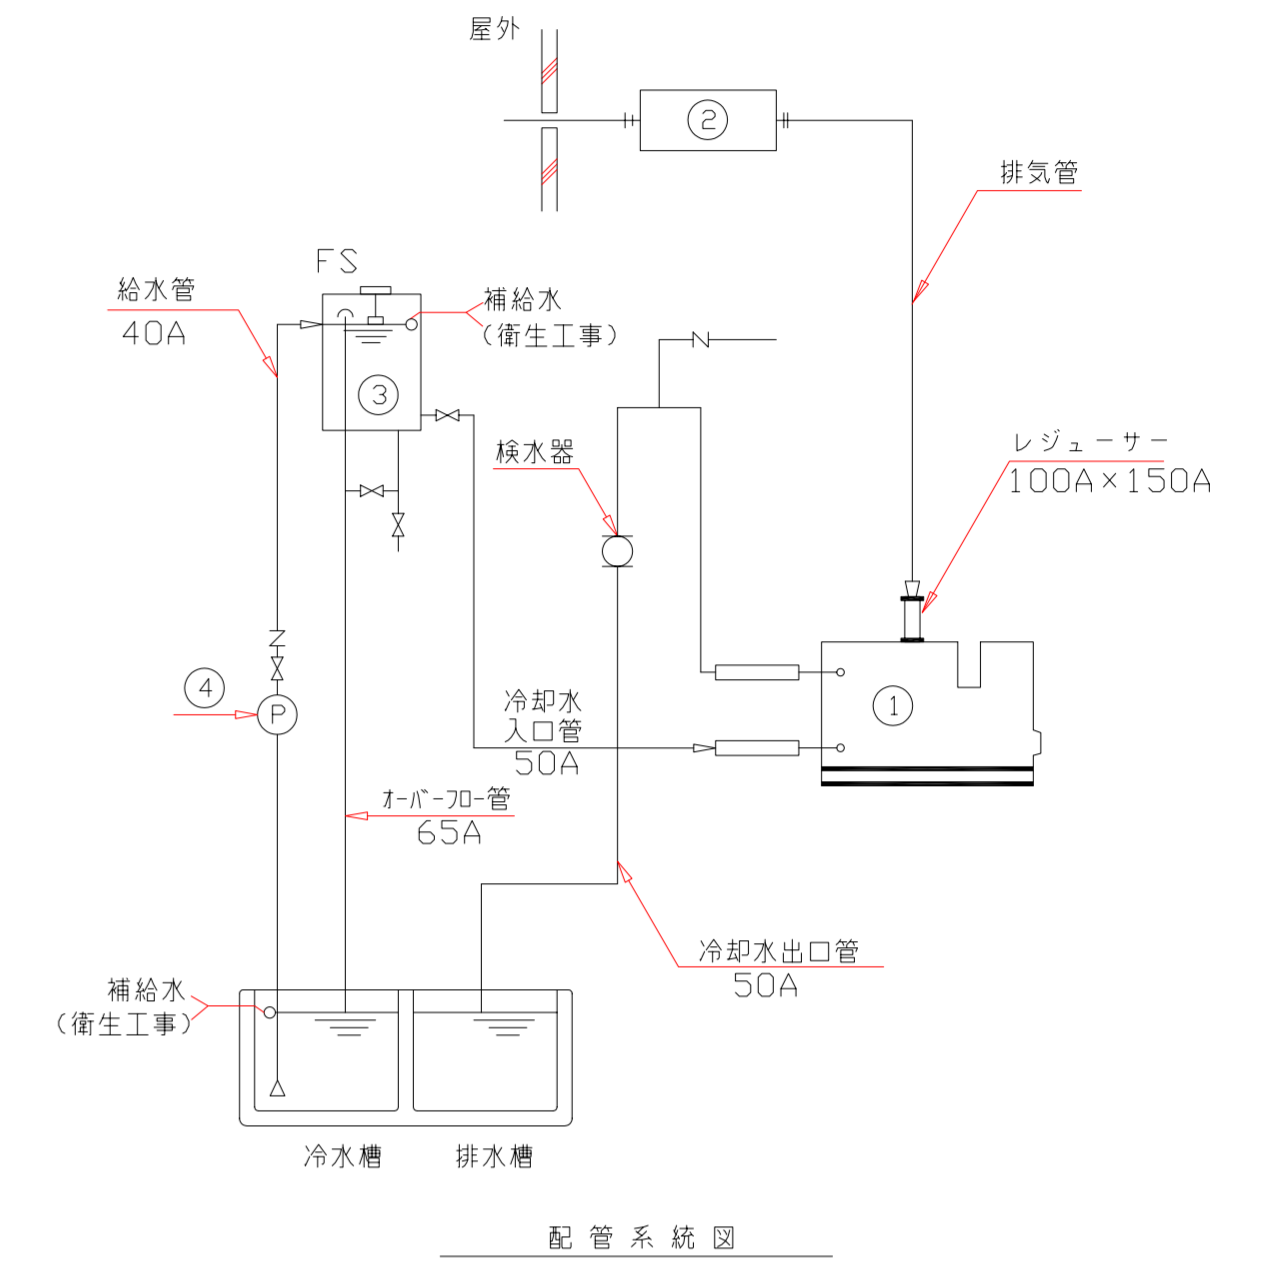 屋外
②
排気管
FS
給水管
40A
補給水
(衛生工事)
③
検水器
レジューサー
100A×150A
④
P
冷却水
入口管
50A
①
オーバーフロー管
65A
冷却水出口管
50A
補給水
(衛生工事)
冷水槽
排水槽
配管系統図